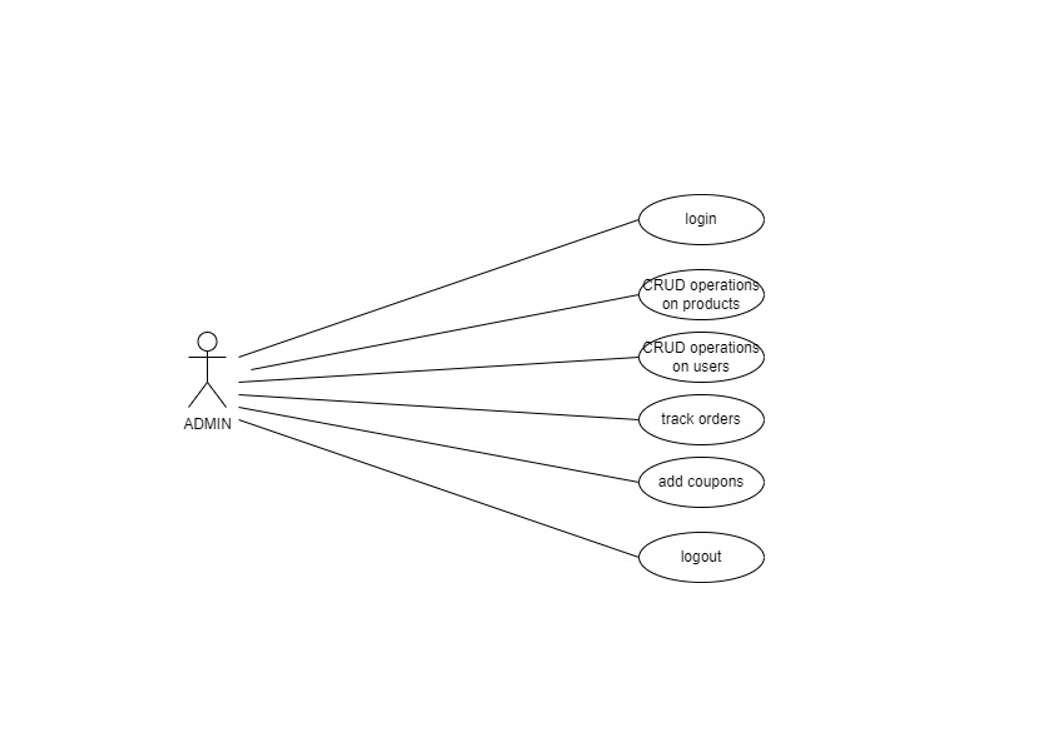 login
CRUD operations
on products
CRUD operations
on users
ADMIN
track orders
add coupons
logout